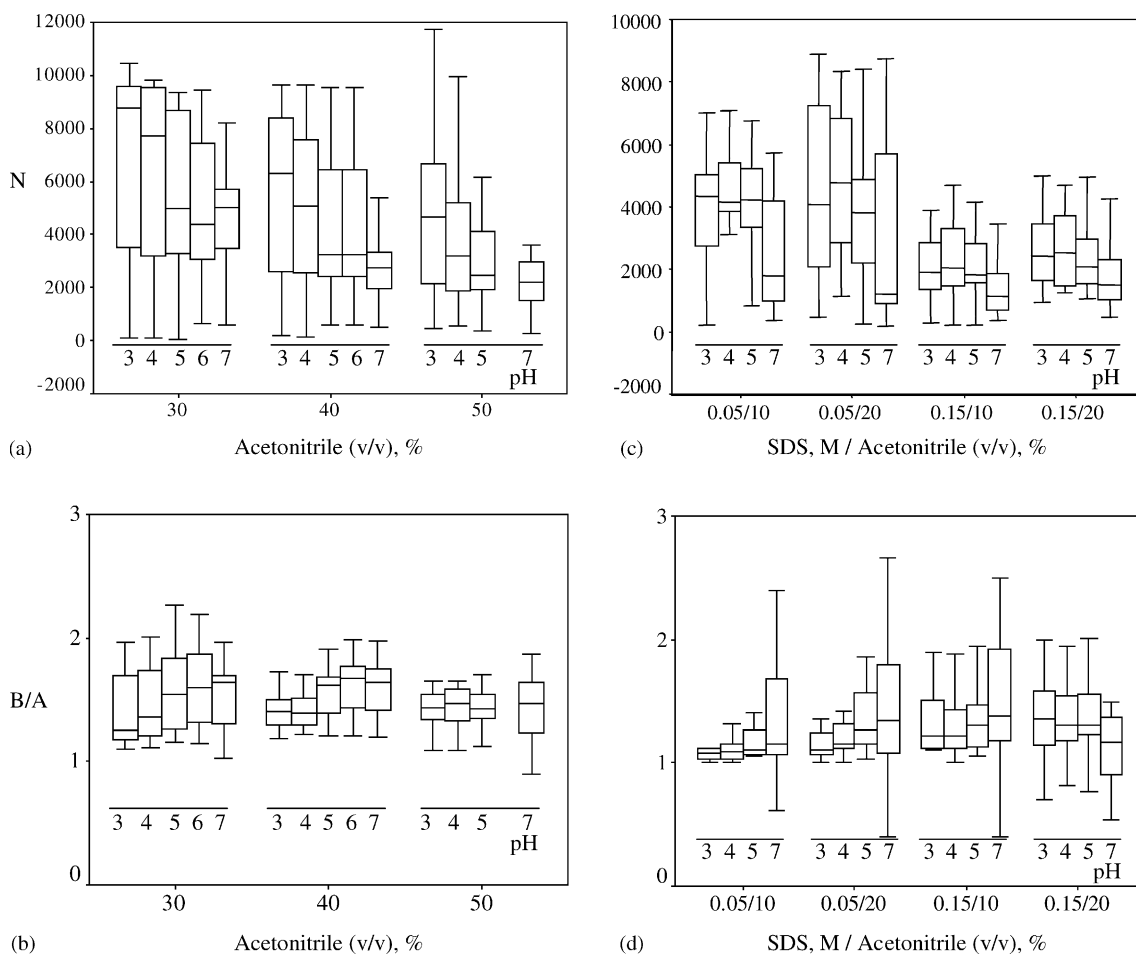 12000
10000
8000
6000
N
4000
2000
0
-2000
3 4 5 6 7
3 4 5 6 7
3 4 5 7
pH
30 40 50
(a) Acetonitrile (v/v), %
10000
8000
6000
4000
2000
0
-2000
3 4 5 7
3 4 5 7
3 4 5 7
3 4 5 7
pH
0.05/10 0.05/20 0.15/10 0.15/20
(c) SDS, M / Acetonitrile (v/v), %
3
2
B/A
1
0
3 4 5 6 7
3 4 5 6 7
3 4 5 7
pH
30 40 50
(b) Acetonitrile (v/v), %
3
2
1
0
3 4 5 7
3 4 5 7
3 4 5 7
3 4 5 7
pH
0.05/10 0.05/20 0.15/10 0.15/20
(d) SDS, M / Acetonitrile (v/v), %